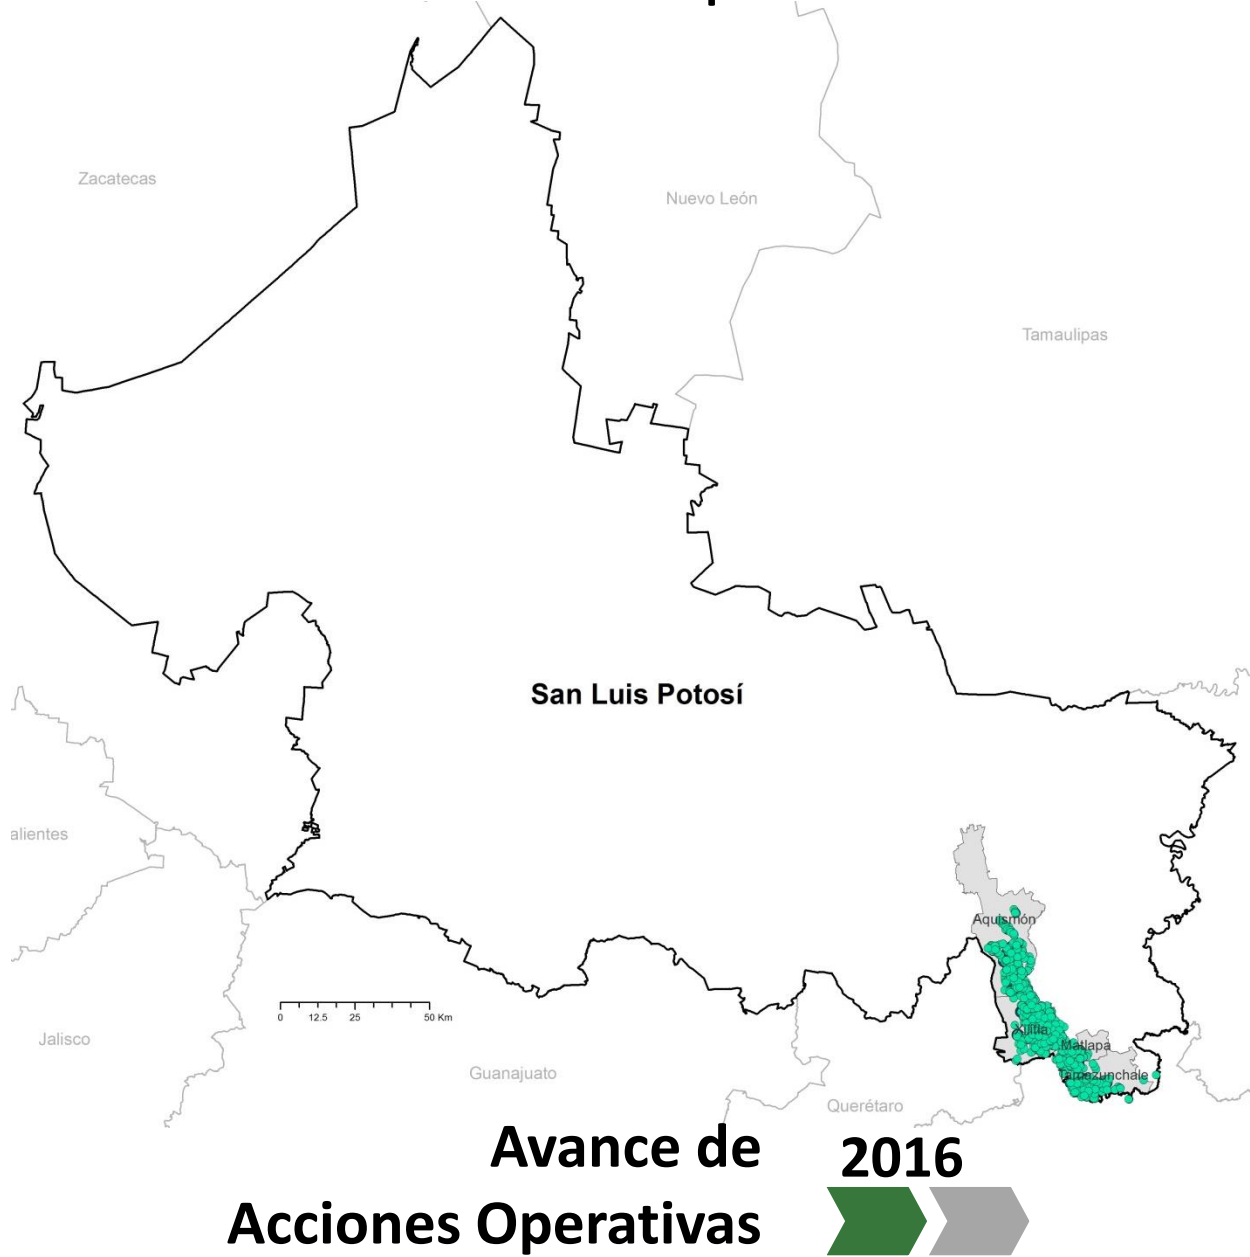 Zacatecas
Nuevo León
Tamaulipas
San Luis Potosí
alientes
Aquismón
0 12.5 25 50 Km
Xilitla
Jalisco
Matlapa
Guanajuato
Tamazunchale
Querétaro
Avance de
Acciones Operativas
2016